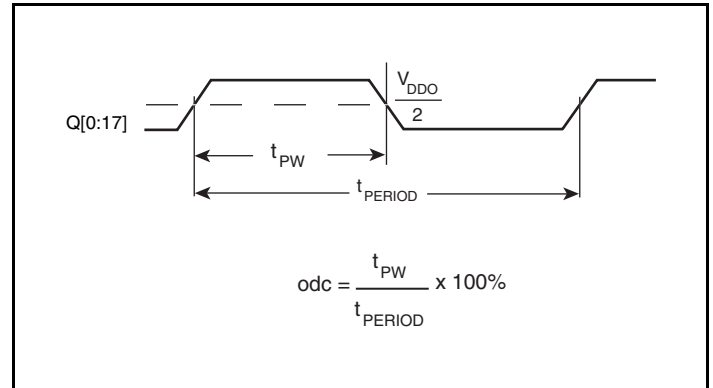 V_DDO
2
Q[0:17]
t_PW
t_PERIOD
odc = t_PW / t_PERIOD x 100%